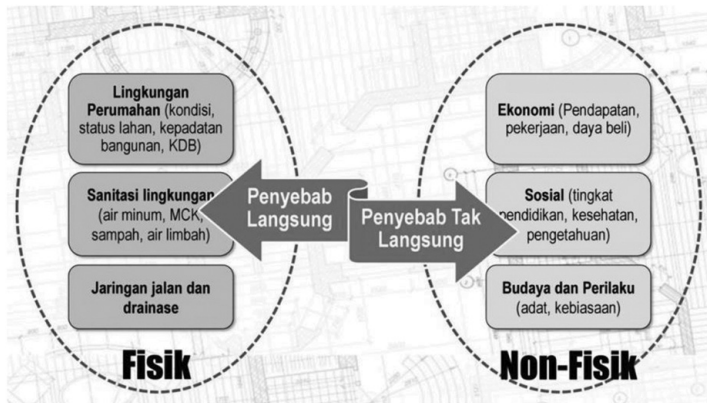 Lingkungan
Perumahan (kondisi,
status lahan, kepadatan
bangunan, KDB)
Sanitasi lingkungan
(air minum, MCK,
sampah, air limbah)
Jaringan jalan dan
drainase
Fisik
Penyebab
Langsung
Penyebab Tak
Langsung
Ekonomi (Pendapatan,
pekerjaan, daya beli)
Sosial (tingkat
pendidikan, kesehatan,
pengetahuan)
Budaya dan Perilaku
(adat, kebiasaan)
Non-Fisik